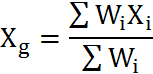 X_g = ∑ W_i X_i / ∑ W_i